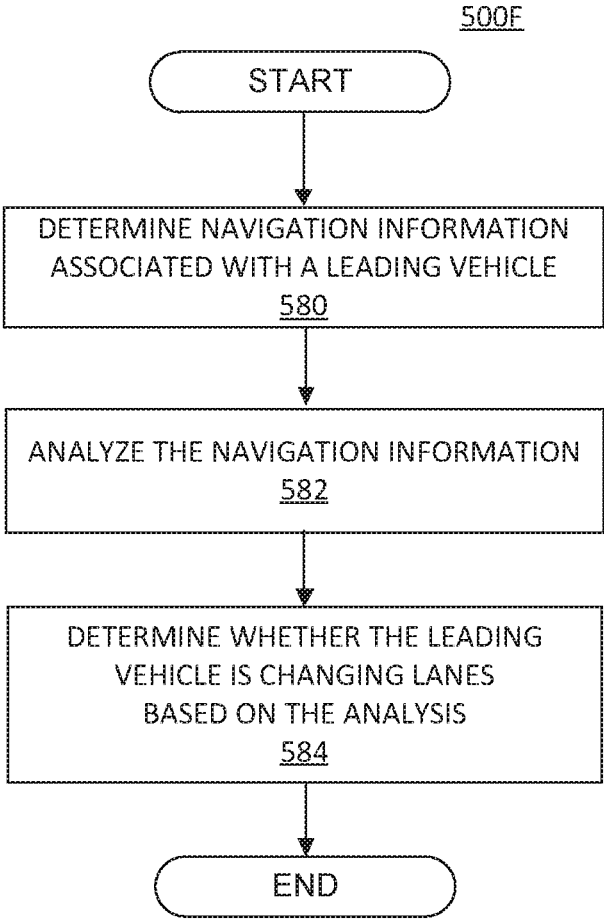 500F
START
DETERMINE NAVIGATION INFORMATION
ASSOCIATED WITH A LEADING VEHICLE
580
ANALYZE THE NAVIGATION INFORMATION
582
DETERMINE WHETHER THE LEADING
VEHICLE IS CHANGING LANES
BASED ON THE ANALYSIS
584
END